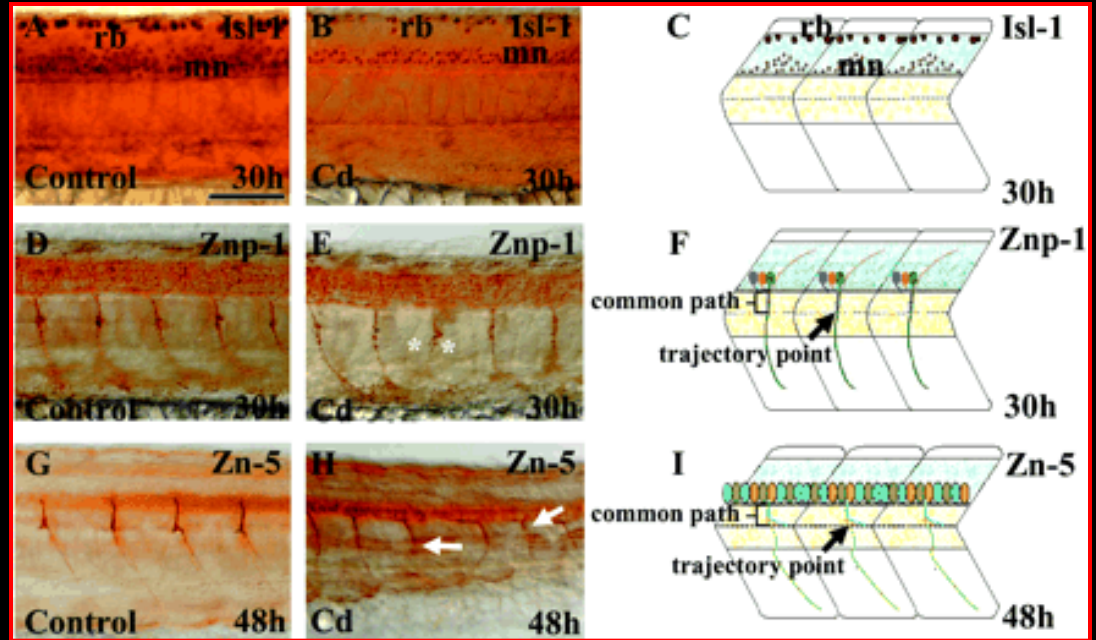 A Isl-1
rb
mn
Control 30h
B rb Isl-1
mn
Cd 30h
C rb Isl-1
mn
30h
D Znp-1
Control 30h
E Znp-1
* *
Cd 30h
F Znp-1
common path
trajectory point
30h
G Zn-5
Control 48h
H Zn-5
Cd 48h
I Zn-5
common path
trajectory point
48h